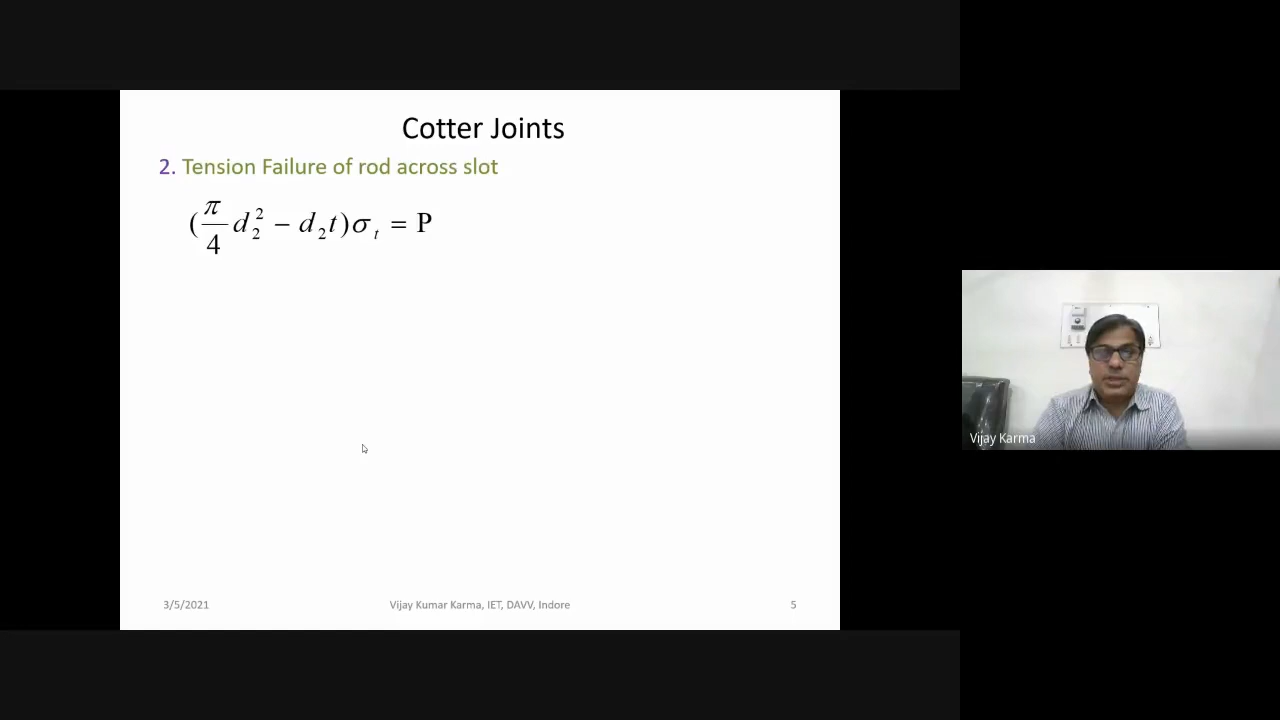 Cotter Joints
2. Tension Failure of rod across slot
(π/4 d₂² − d₂t)σₜ = P
Vijay Karma
3/5/2021 Vijay Kumar Karma, IET, DAVV, Indore 5